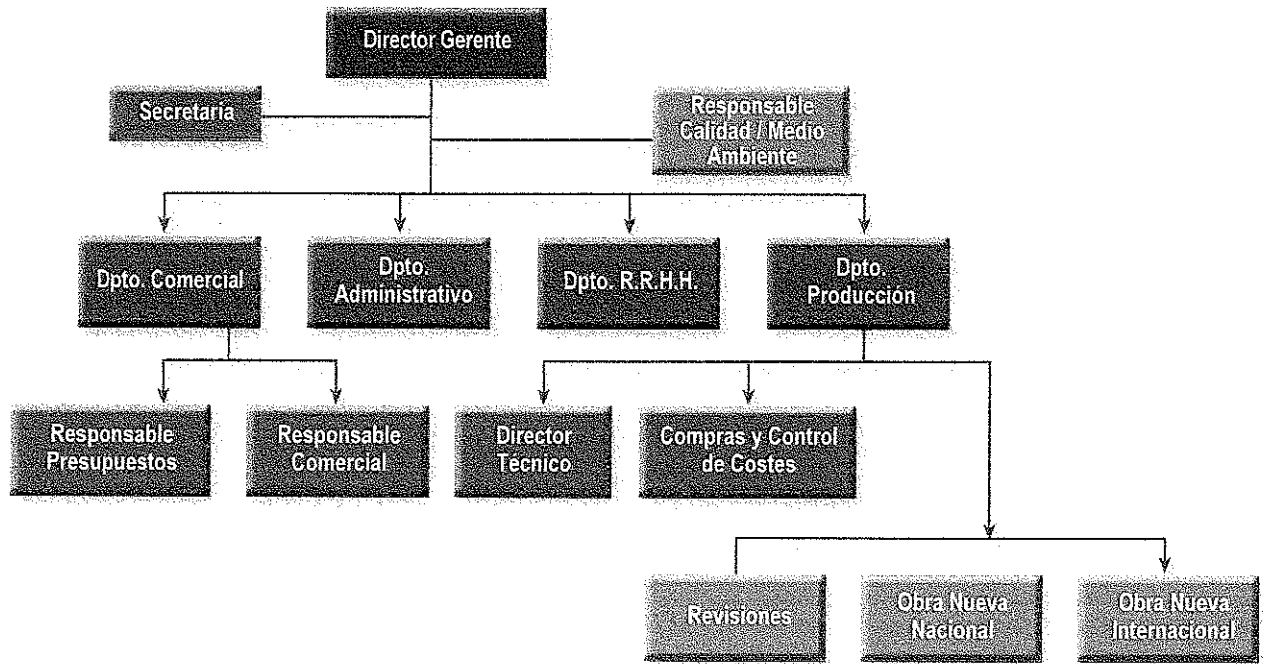 Director Gerente
Secretaría
Responsable
Calidad / Medio
Ambiente
Dpto. Comercial
Dpto.
Administrativo
Dpto. R.R.H.H.
Dpto.
Producción
Responsable
Presupuestos
Responsable
Comercial
Director
Técnico
Compras y Control
de Costes
Revisiones
Obra Nueva
Nacional
Obra Nueva
Internacional